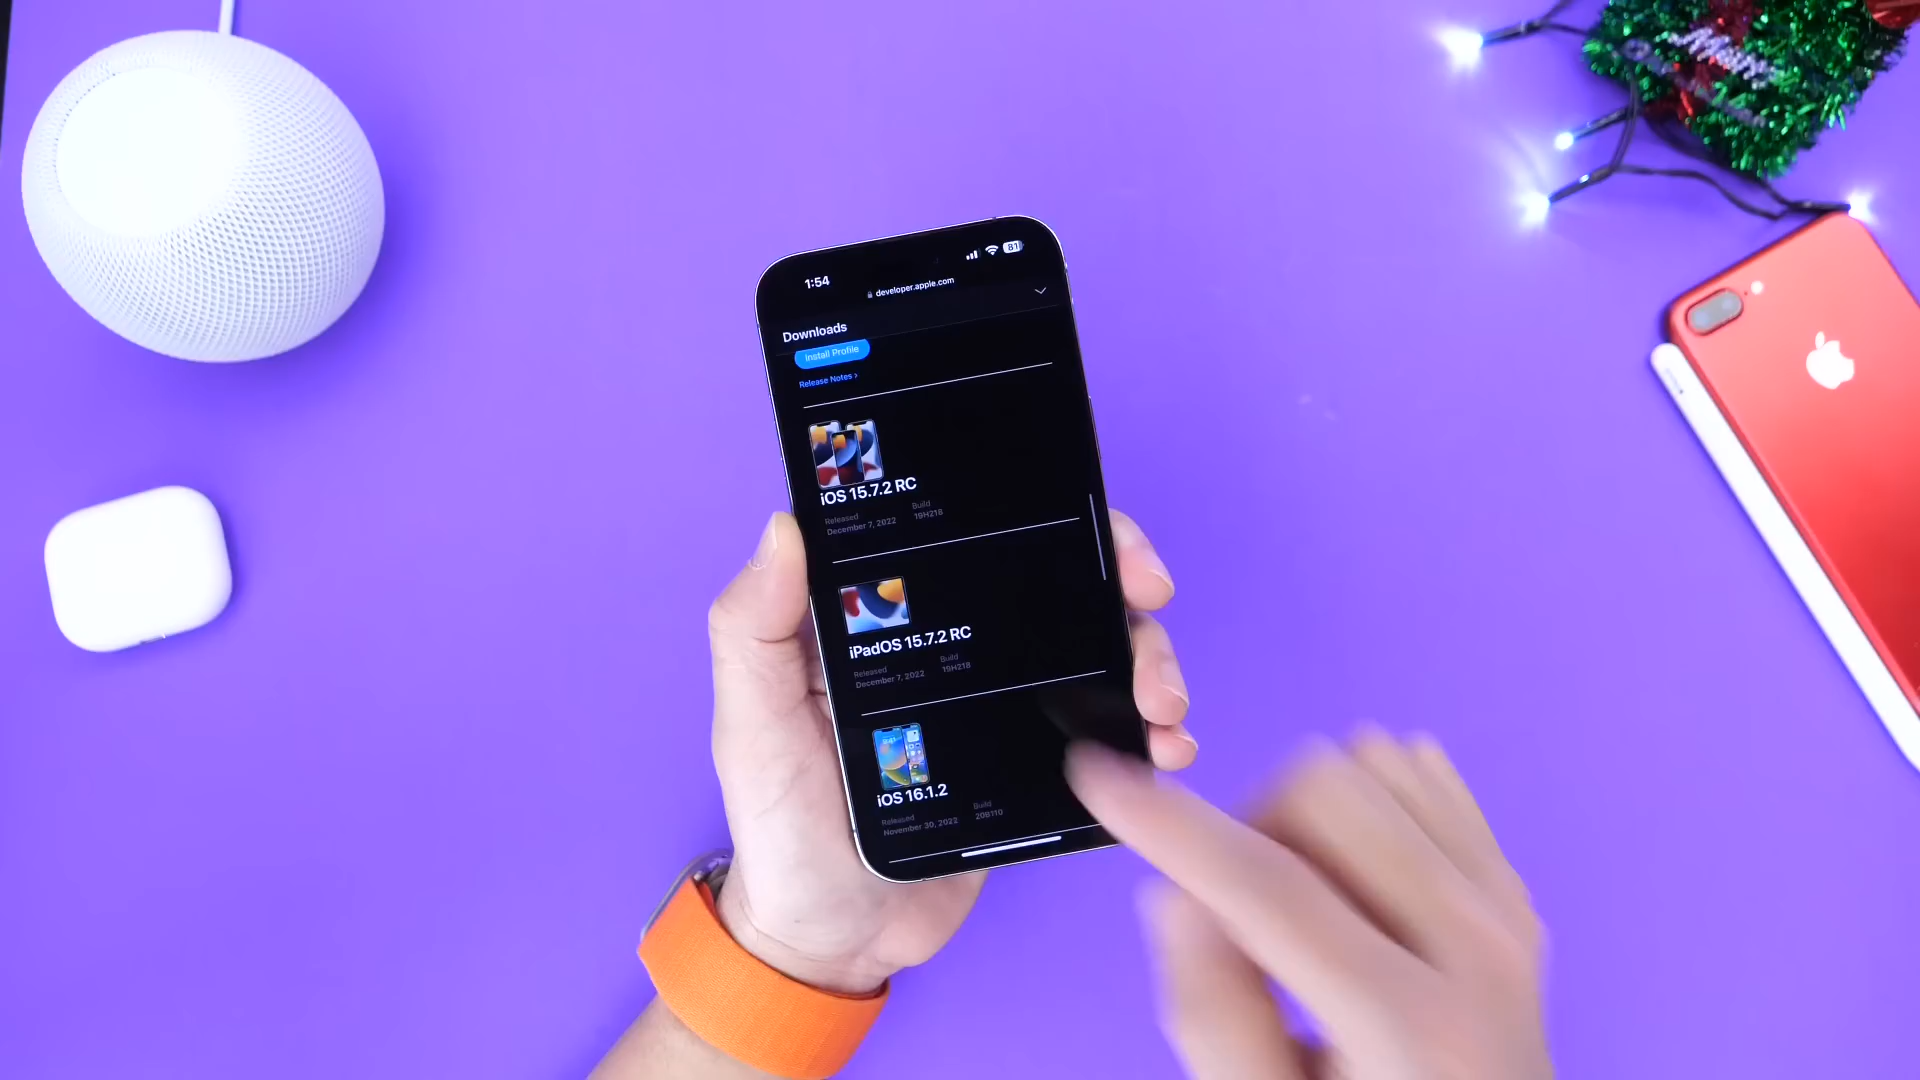 Merry
1:54
81
developer.apple.com
Downloads
Install Profile
Release Notes >
iOS 15.7.2 RC
Released
December 7, 2022
Build
19H218
iPadOS 15.7.2 RC
Released
December 7, 2022
Build
19H218
iOS 16.1.2
Released
November 30, 2022
Build
20B110